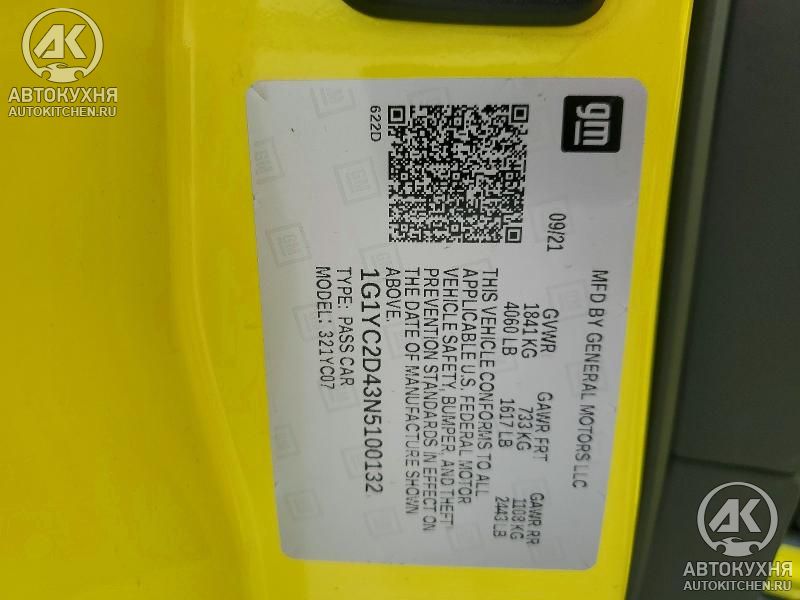 АК
АВТОКУХНЯ
AUTOKITCHEN.RU
gm
MFD BY GENERAL MOTORS LLC
09/21
GVWR GAWR FRT GAWR RR
1841 KG 733 KG 1108 KG
4060 LB 1617 LB 2443 LB
THIS VEHICLE CONFORMS TO ALL
APPLICABLE U.S. FEDERAL MOTOR
VEHICLE SAFETY, BUMPER, AND THEFT
PREVENTION STANDARDS IN EFFECT ON
THE DATE OF MANUFACTURE SHOWN
ABOVE.
1G1YC2D43N5100132
TYPE: PASS CAR
MODEL: 321YC07
622D
АК
АВТОКУХНЯ
AUTOKITCHEN.RU